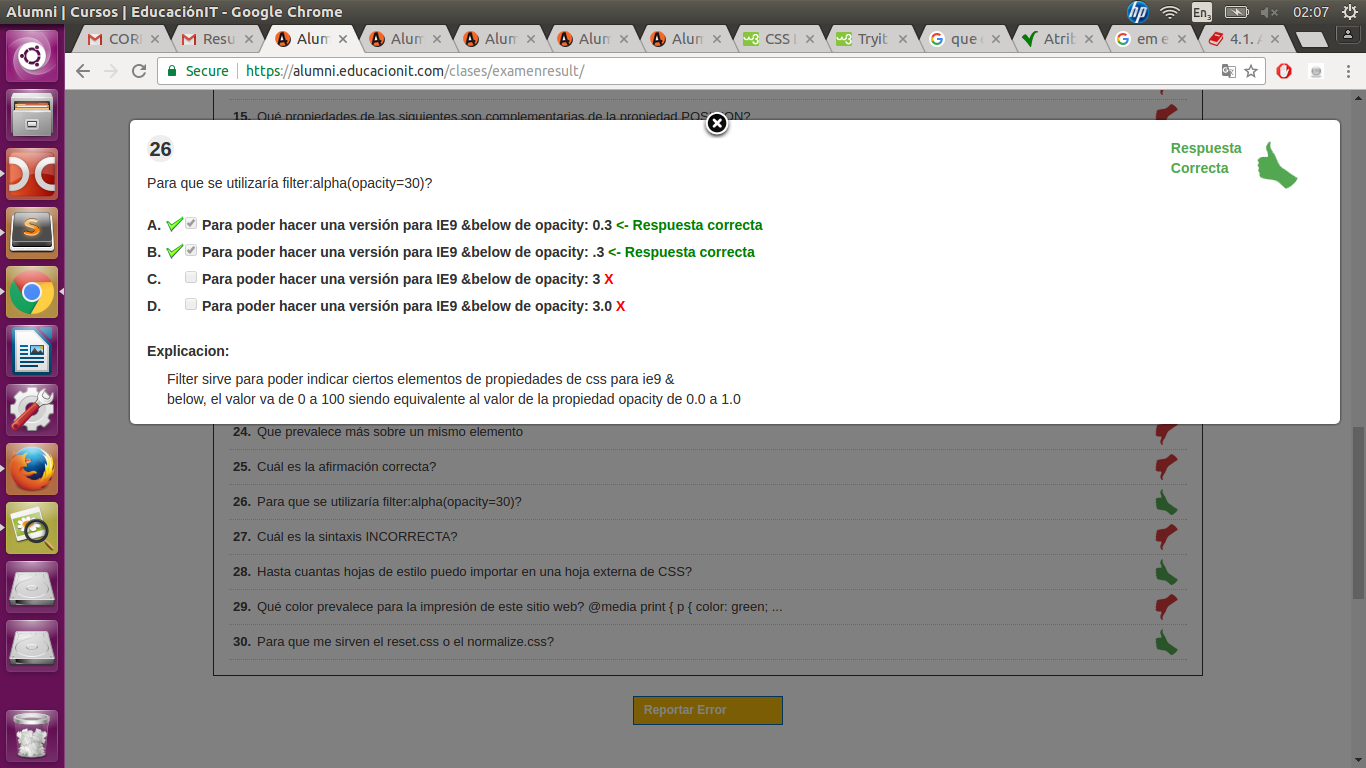 Alumni | Cursos | EducaciónIT - Google Chrome
En3
02:07
CORI
Resu
Alum
Alum
Alum
Alum
Alum
CSS
Tryit
que
Atrib
em e
4.1.
Secure
https://alumni.educacionit.com/clases/examenresult/
15. Qué propiedades de las siguientes son complementarias de la propiedad POSITION?
26
Respuesta
Correcta
Para que se utilizaría filter:alpha(opacity=30)?
A. Para poder hacer una versión para IE9 &below de opacity: 0.3 <- Respuesta correcta
B. Para poder hacer una versión para IE9 &below de opacity: .3 <- Respuesta correcta
C. Para poder hacer una versión para IE9 &below de opacity: 3 X
D. Para poder hacer una versión para IE9 &below de opacity: 3.0 X
Explicacion:
Filter sirve para poder indicar ciertos elementos de propiedades de css para ie9 &
below, el valor va de 0 a 100 siendo equivalente al valor de la propiedad opacity de 0.0 a 1.0
24. Que prevalece más sobre un mismo elemento
25. Cuál es la afirmación correcta?
26. Para que se utilizaría filter:alpha(opacity=30)?
27. Cuál es la sintaxis INCORRECTA?
28. Hasta cuantas hojas de estilo puedo importar en una hoja externa de CSS?
29. Qué color prevalece para la impresión de este sitio web? @media print { p { color: green; ...
30. Para que me sirven el reset.css o el normalize.css?
Reportar Error